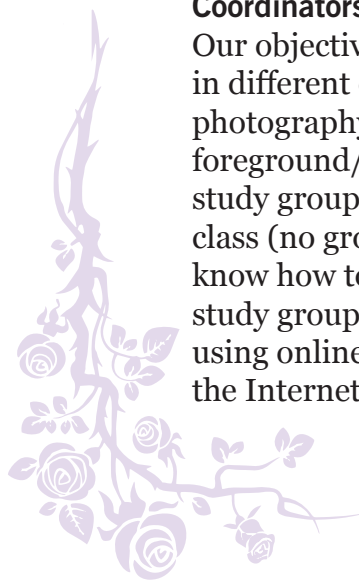 Coordinators
Our objectiv
in different
photography
foreground/
study group
class (no gro
know how to
study group
using online
the Internet